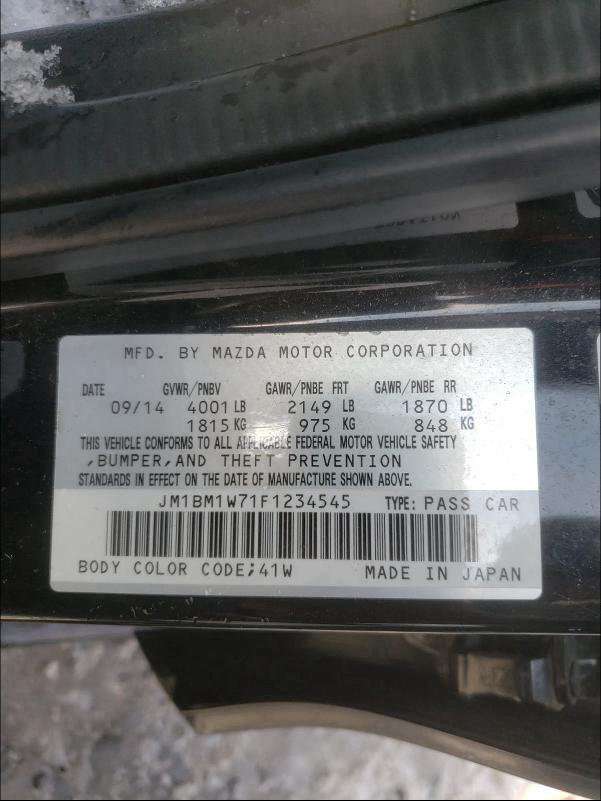 MFD. BY MAZDA MOTOR CORPORATION
DATE GVWR/PNBV GAWR/PNBE FRT GAWR/PNBE RR
09/14 4001 LB 2149 LB 1870 LB
1815 KG 975 KG 848 KG
THIS VEHICLE CONFORMS TO ALL APPLICABLE FEDERAL MOTOR VEHICLE SAFETY
,BUMPER,AND THEFT PREVENTION
STANDARDS IN EFFECT ON THE DATE OF MANUFACTURE SHOWN ABOVE.
JM1BM1W71F1234545 TYPE: PASS CAR
BODY COLOR CODE;41W MADE IN JAPAN